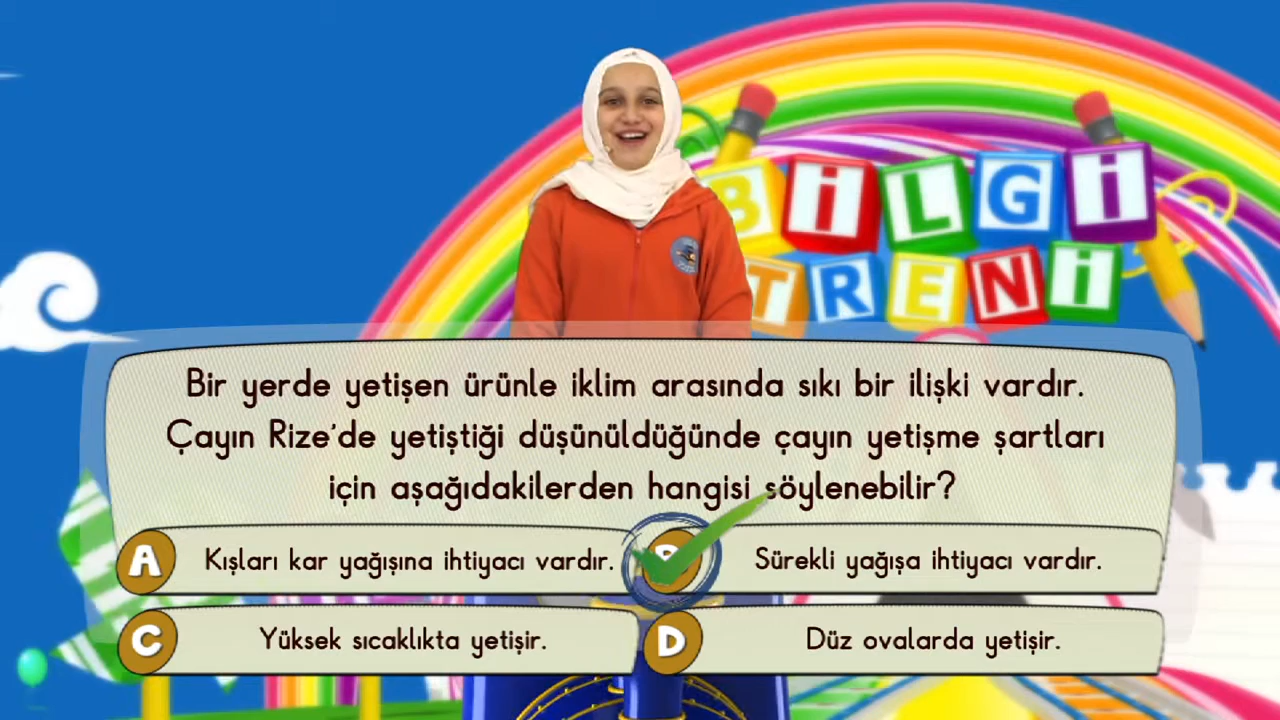 BİLGİ
TRENİ
Bir yerde yetişen ürünle iklim arasında sıkı bir ilişki vardır.
Çayın Rize'de yetiştiği düşünüldüğünde çayın yetişme şartları
için aşağıdakilerden hangisi söylenebilir?
A Kışları kar yağışına ihtiyacı vardır.
B Sürekli yağışa ihtiyacı vardır.
C Yüksek sıcaklıkta yetişir.
D Düz ovalarda yetişir.